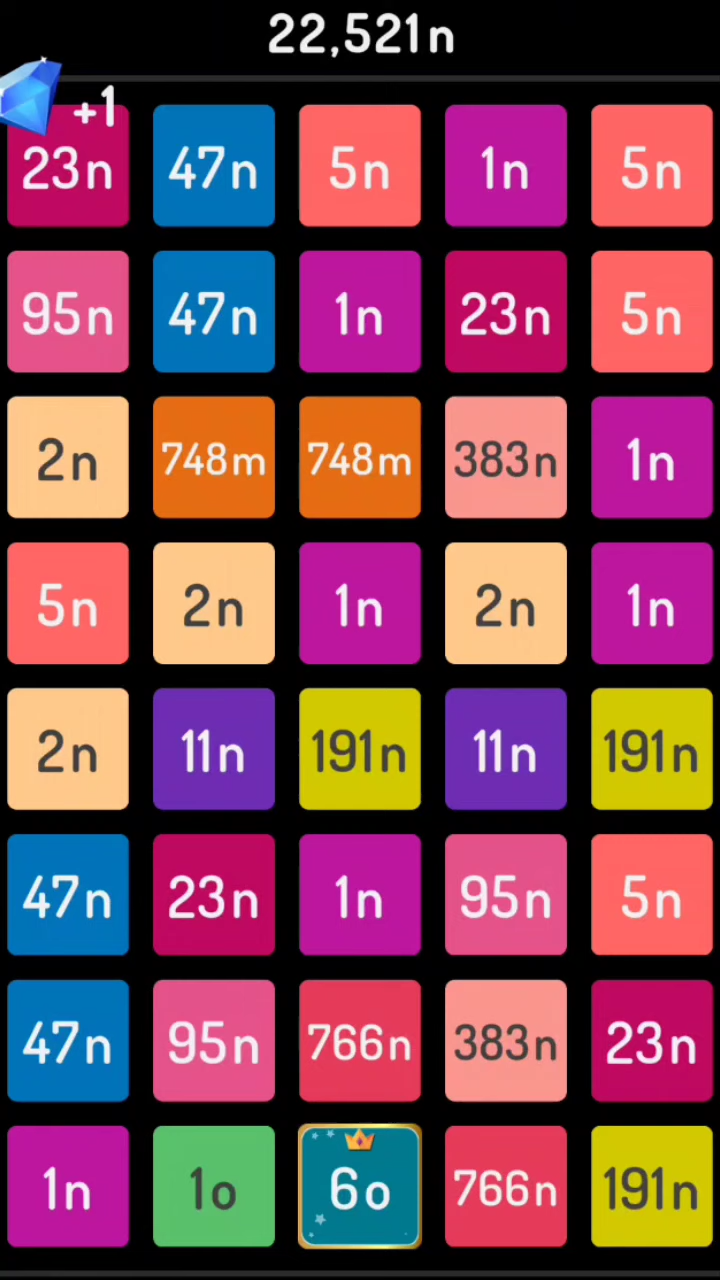 22,521n
+1
23n 47n 5n 1n 5n
95n 47n 1n 23n 5n
2n 748m 748m 383n 1n
5n 2n 1n 2n 1n
2n 11n 191n 11n 191n
47n 23n 1n 95n 5n
47n 95n 766n 383n 23n
1n 1o 6o 766n 191n